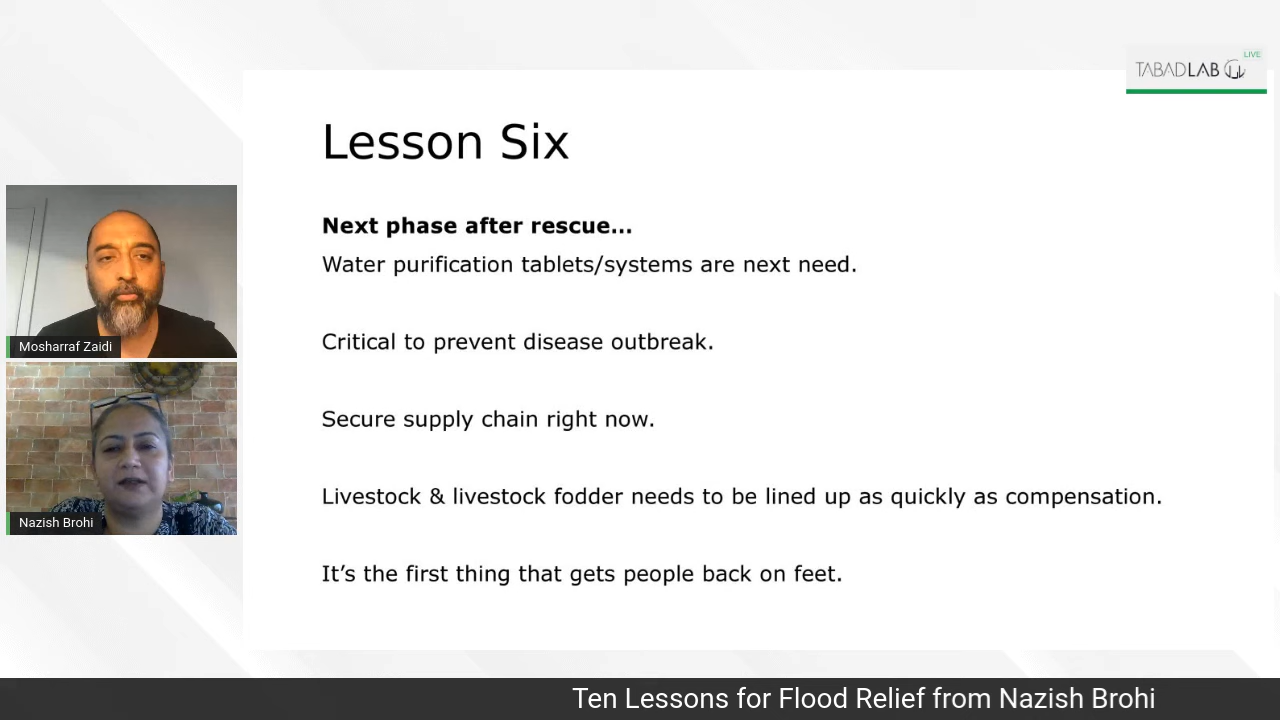 LIVE
TABADLAB
Lesson Six
Next phase after rescue…
Water purification tablets/systems are next need.
Critical to prevent disease outbreak.
Secure supply chain right now.
Livestock & livestock fodder needs to be lined up as quickly as compensation.
It’s the first thing that gets people back on feet.
Mosharraf Zaidi
Nazish Brohi
Ten Lessons for Flood Relief from Nazish Brohi